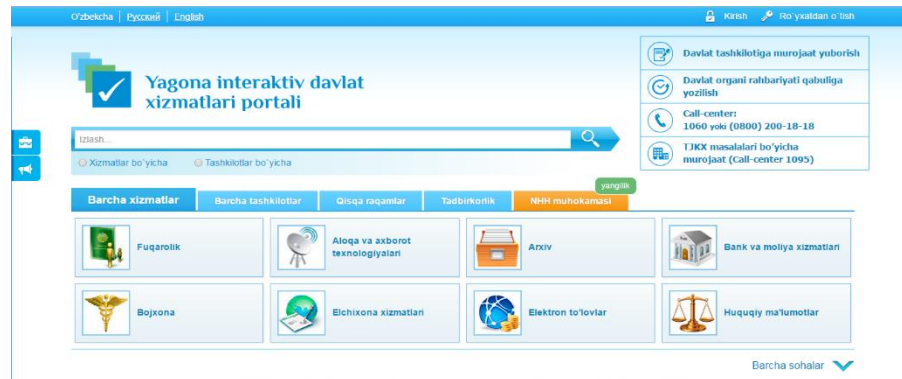 O'zbekcha | Русский | English
Kirish Ro'yxatdan o'tish
Yagona interaktiv davlat
xizmatlari portali
Izlash...
Xizmatlar bo'yicha Tashkilotlar bo'yicha
Davlat tashkilotiga murojaat yuborish
Davlat organi rahbariyati qabuliga
yozilish
Call-center:
1060 yoki (0800) 200-18-18
TJKX masalalari bo'yicha
murojaat (Call-center 1095)
yangilik
Barcha xizmatlar Barcha tashkilotlar Qisqa raqamlar Tadbirkorlik NHH muhokamasi
Fuqarolik
Aloqa va axborot
texnologiyalari
Arxiv
Bank va moliya xizmatlari
Bojxona
Elchixona xizmatlari
Elektron to'lovlar
Huquqiy ma'lumotlar
Barcha sohalar